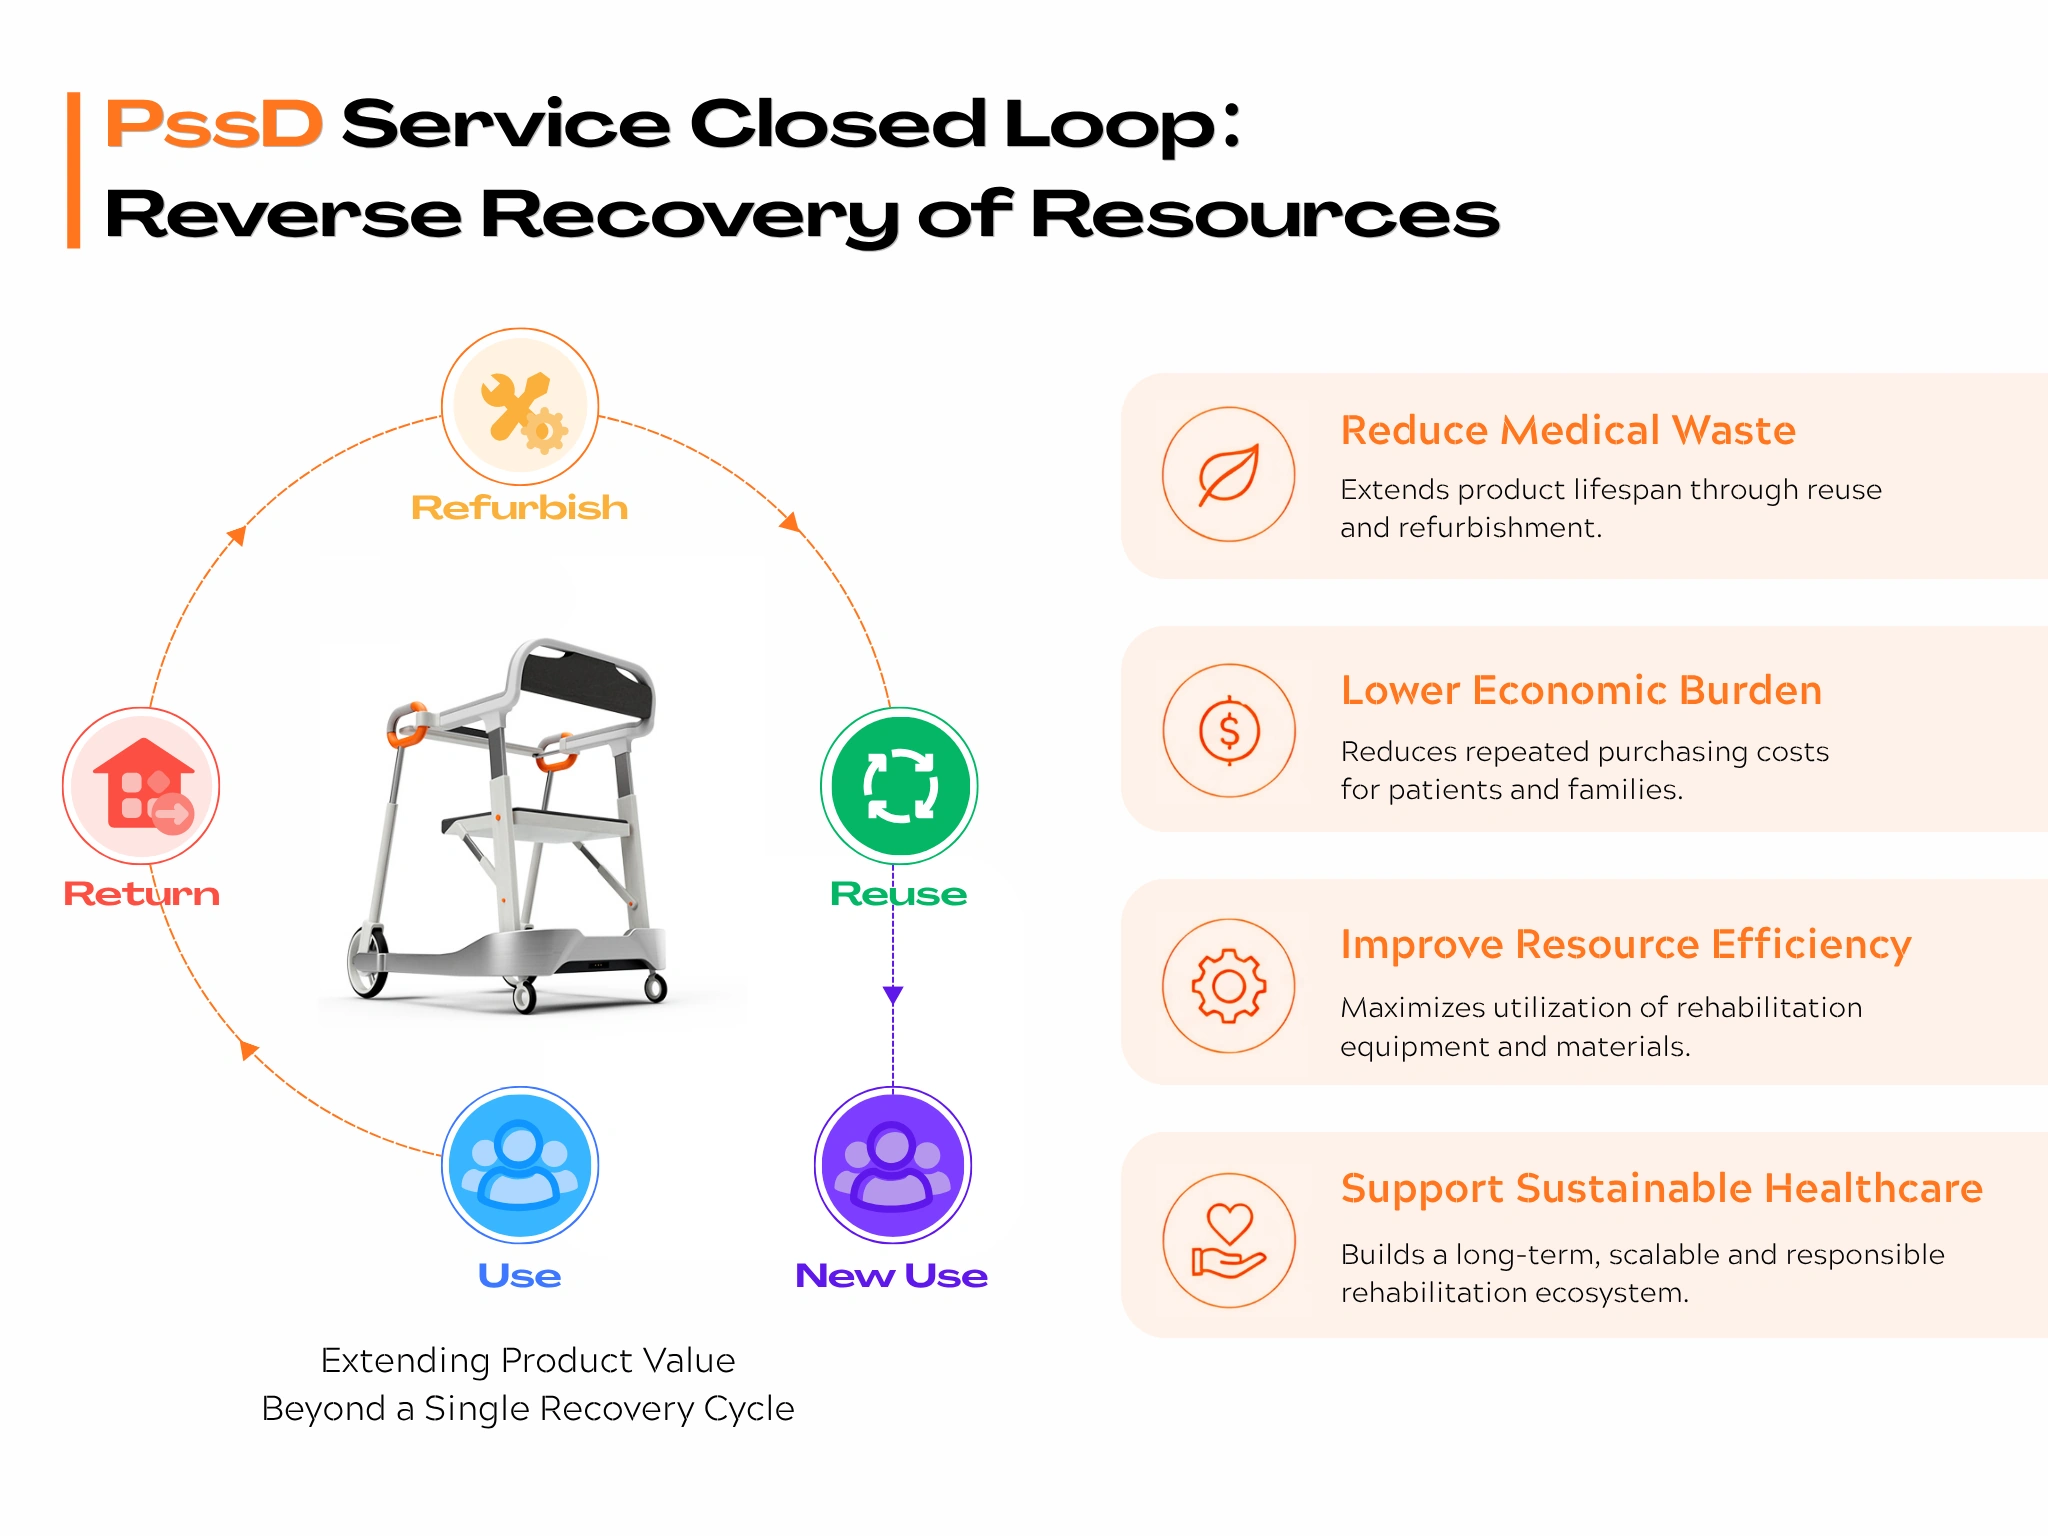 PssD Service Closed Loop:
Reverse Recovery of Resources
Refurbish
Return
Reuse
Use
New Use
Extending Product Value
Beyond a Single Recovery Cycle
Reduce Medical Waste
Extends product lifespan through reuse
and refurbishment.
Lower Economic Burden
$
Reduces repeated purchasing costs
for patients and families.
Improve Resource Efficiency
Maximizes utilization of rehabilitation
equipment and materials.
Support Sustainable Healthcare
Builds a long-term, scalable and responsible
rehabilitation ecosystem.